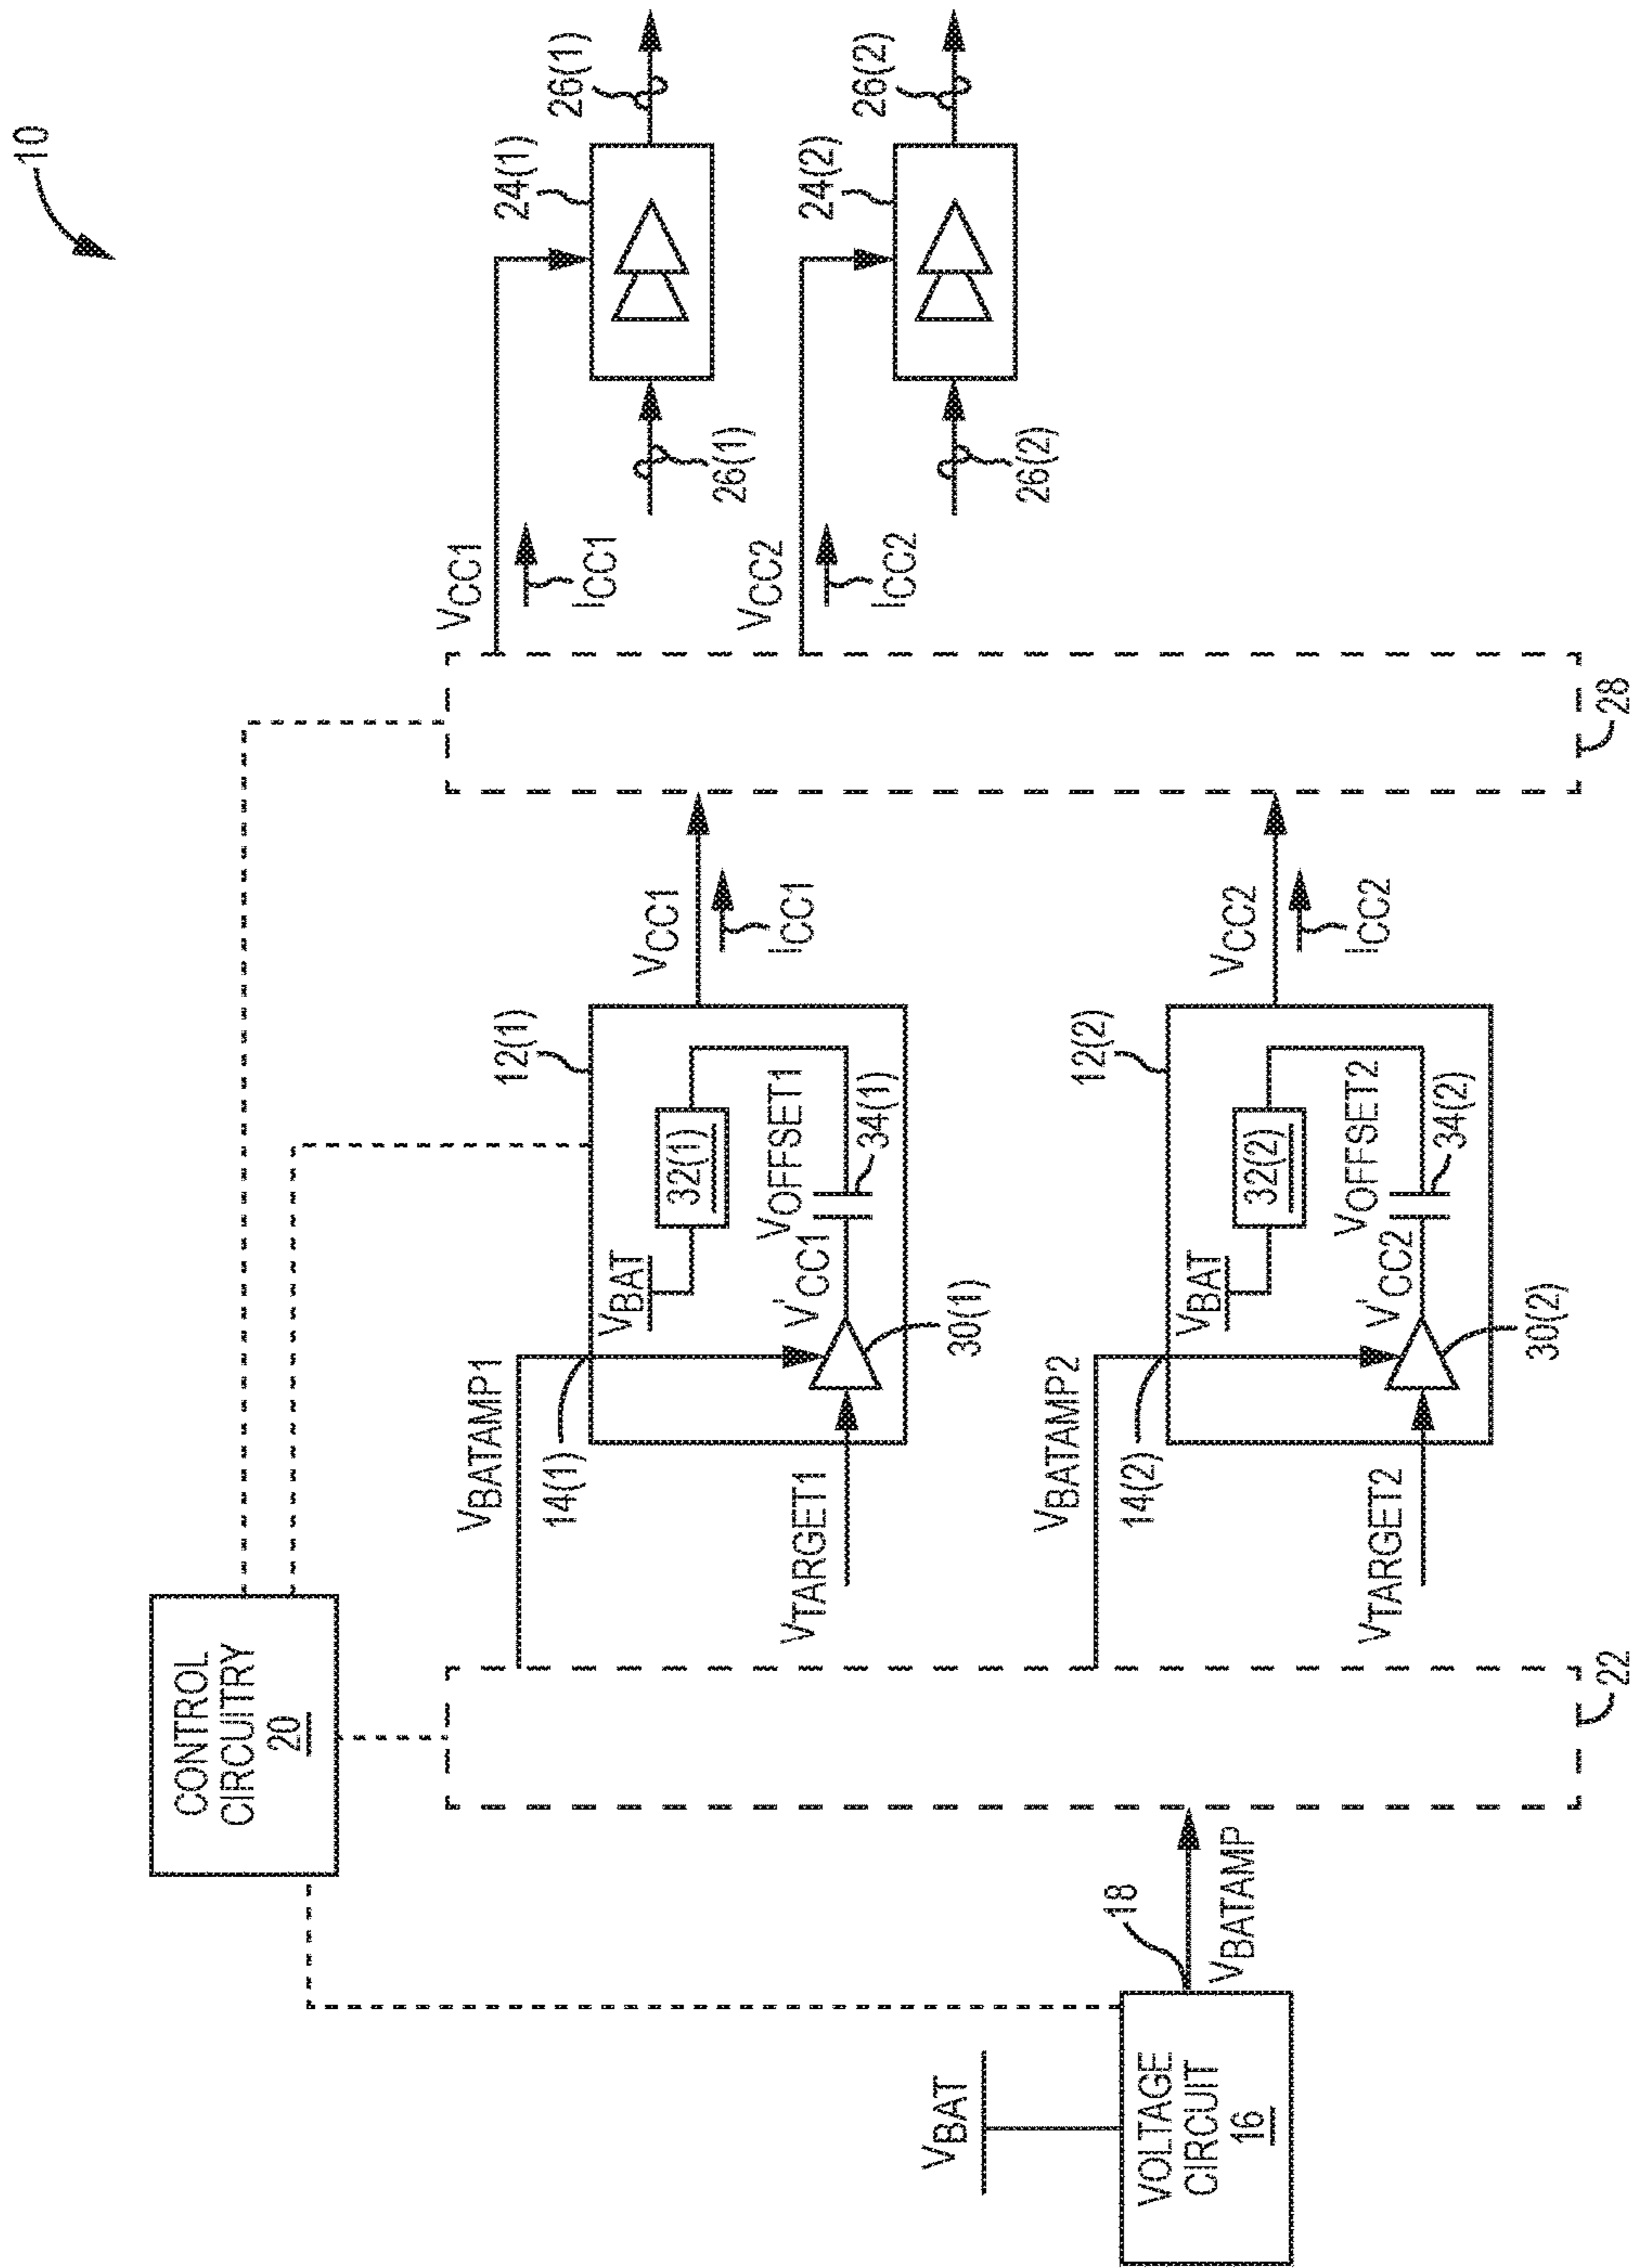 10
CONTROL
CIRCUITRY
20
VBAT
VOLTAGE
CIRCUIT
16
18
VBATAMP
22
VBATAMP1
14(1)
VTARGET1
12(1)
VBAT
32(1)
V'CC1
VOFFSET1
34(1)
30(1)
VCC1
ICC1
VBATAMP2
14(2)
VTARGET2
12(2)
VBAT
32(2)
V'CC2
VOFFSET2
34(2)
30(2)
VCC2
ICC2
28
VCC1
ICC1
24(1)
26(1)
26(1)
VCC2
ICC2
24(2)
26(2)
26(2)